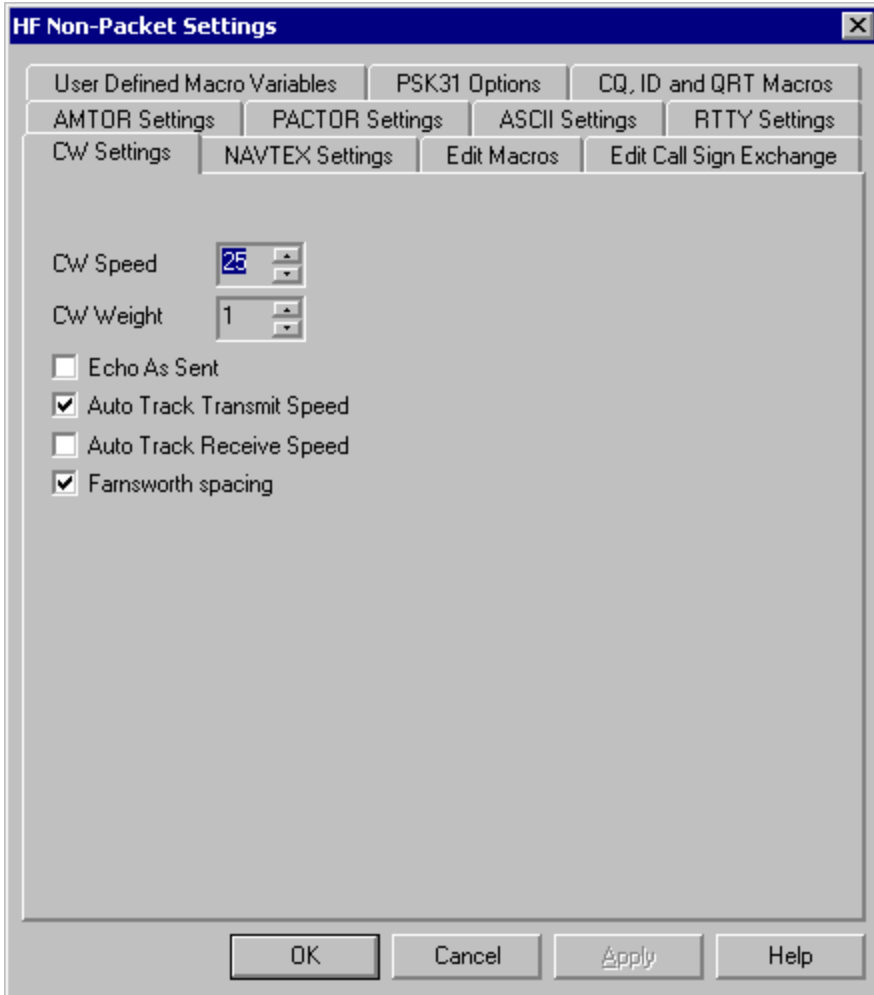 HF Non-Packet Settings
User Defined Macro Variables PSK31 Options CQ, ID and QRT Macros
AMTOR Settings PACTOR Settings ASCII Settings RTTY Settings
CW Settings NAVTEX Settings Edit Macros Edit Call Sign Exchange
CW Speed 25
CW Weight 1
Echo As Sent
Auto Track Transmit Speed
Auto Track Receive Speed
Farnsworth spacing
OK Cancel Apply Help